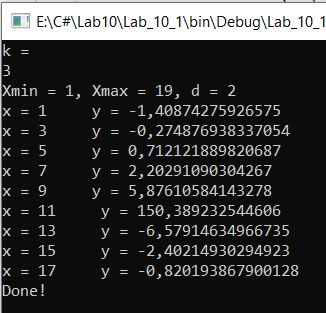 E:\C#\Lab10\Lab_10_1\bin\Debug\Lab_10_1
k =
3
Xmin = 1, Xmax = 19, d = 2
x = 1     y = -1,40874275926575
x = 3     y = -0,274876938337054
x = 5     y = 0,712121889820687
x = 7     y = 2,20291090304267
x = 9     y = 5,87610584143278
x = 11     y = 150,389232544606
x = 13     y = -6,57914634966735
x = 15     y = -2,40214930294923
x = 17     y = -0,820193867900128
Done!